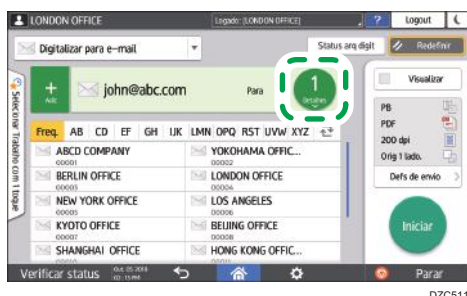 LONDON OFFICE
Logado: [LONDON OFFICE]
?
Logout
Digitalizar para e-mail
Status arq digit
Redefinir
Selecionar Trabalho com 1 toque
+
Adic
john@abc.com
Para
1
Detalhes
Visualizar
Freq. AB CD EF GH IJK LMN OPQ RST UVW XYZ
ABCD COMPANY
00001
YOKOHAMA OFFIC...
00002
BERLIN OFFICE
00003
LONDON OFFICE
00004
NEW YORK OFFICE
00005
LOS ANGELES
00006
KYOTO OFFICE
00007
BEIJING OFFICE
00008
SHANGHAI OFFICE
HONG KONG OFFIC...
PB
PDF
200 dpi
Orig 1 lado.
Defs de envio
Iniciar
Verificar status
Parar
DZC511